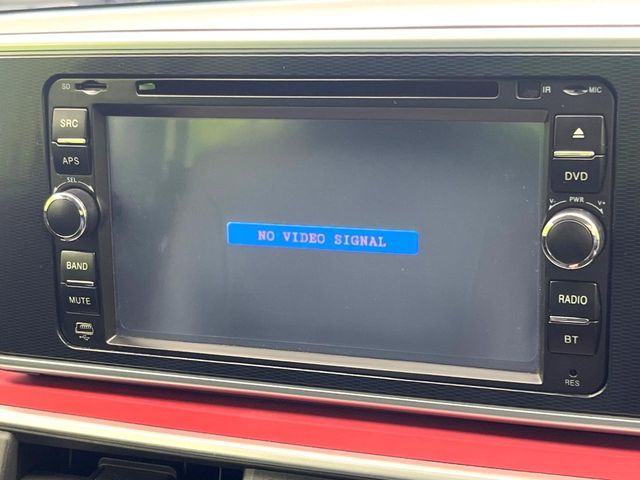 SD
IR
MIC
SRC
APS
SEL
BAND
MUTE
NO VIDEO SIGNAL
DVD
V- PWR V+
RADIO
BT
RES